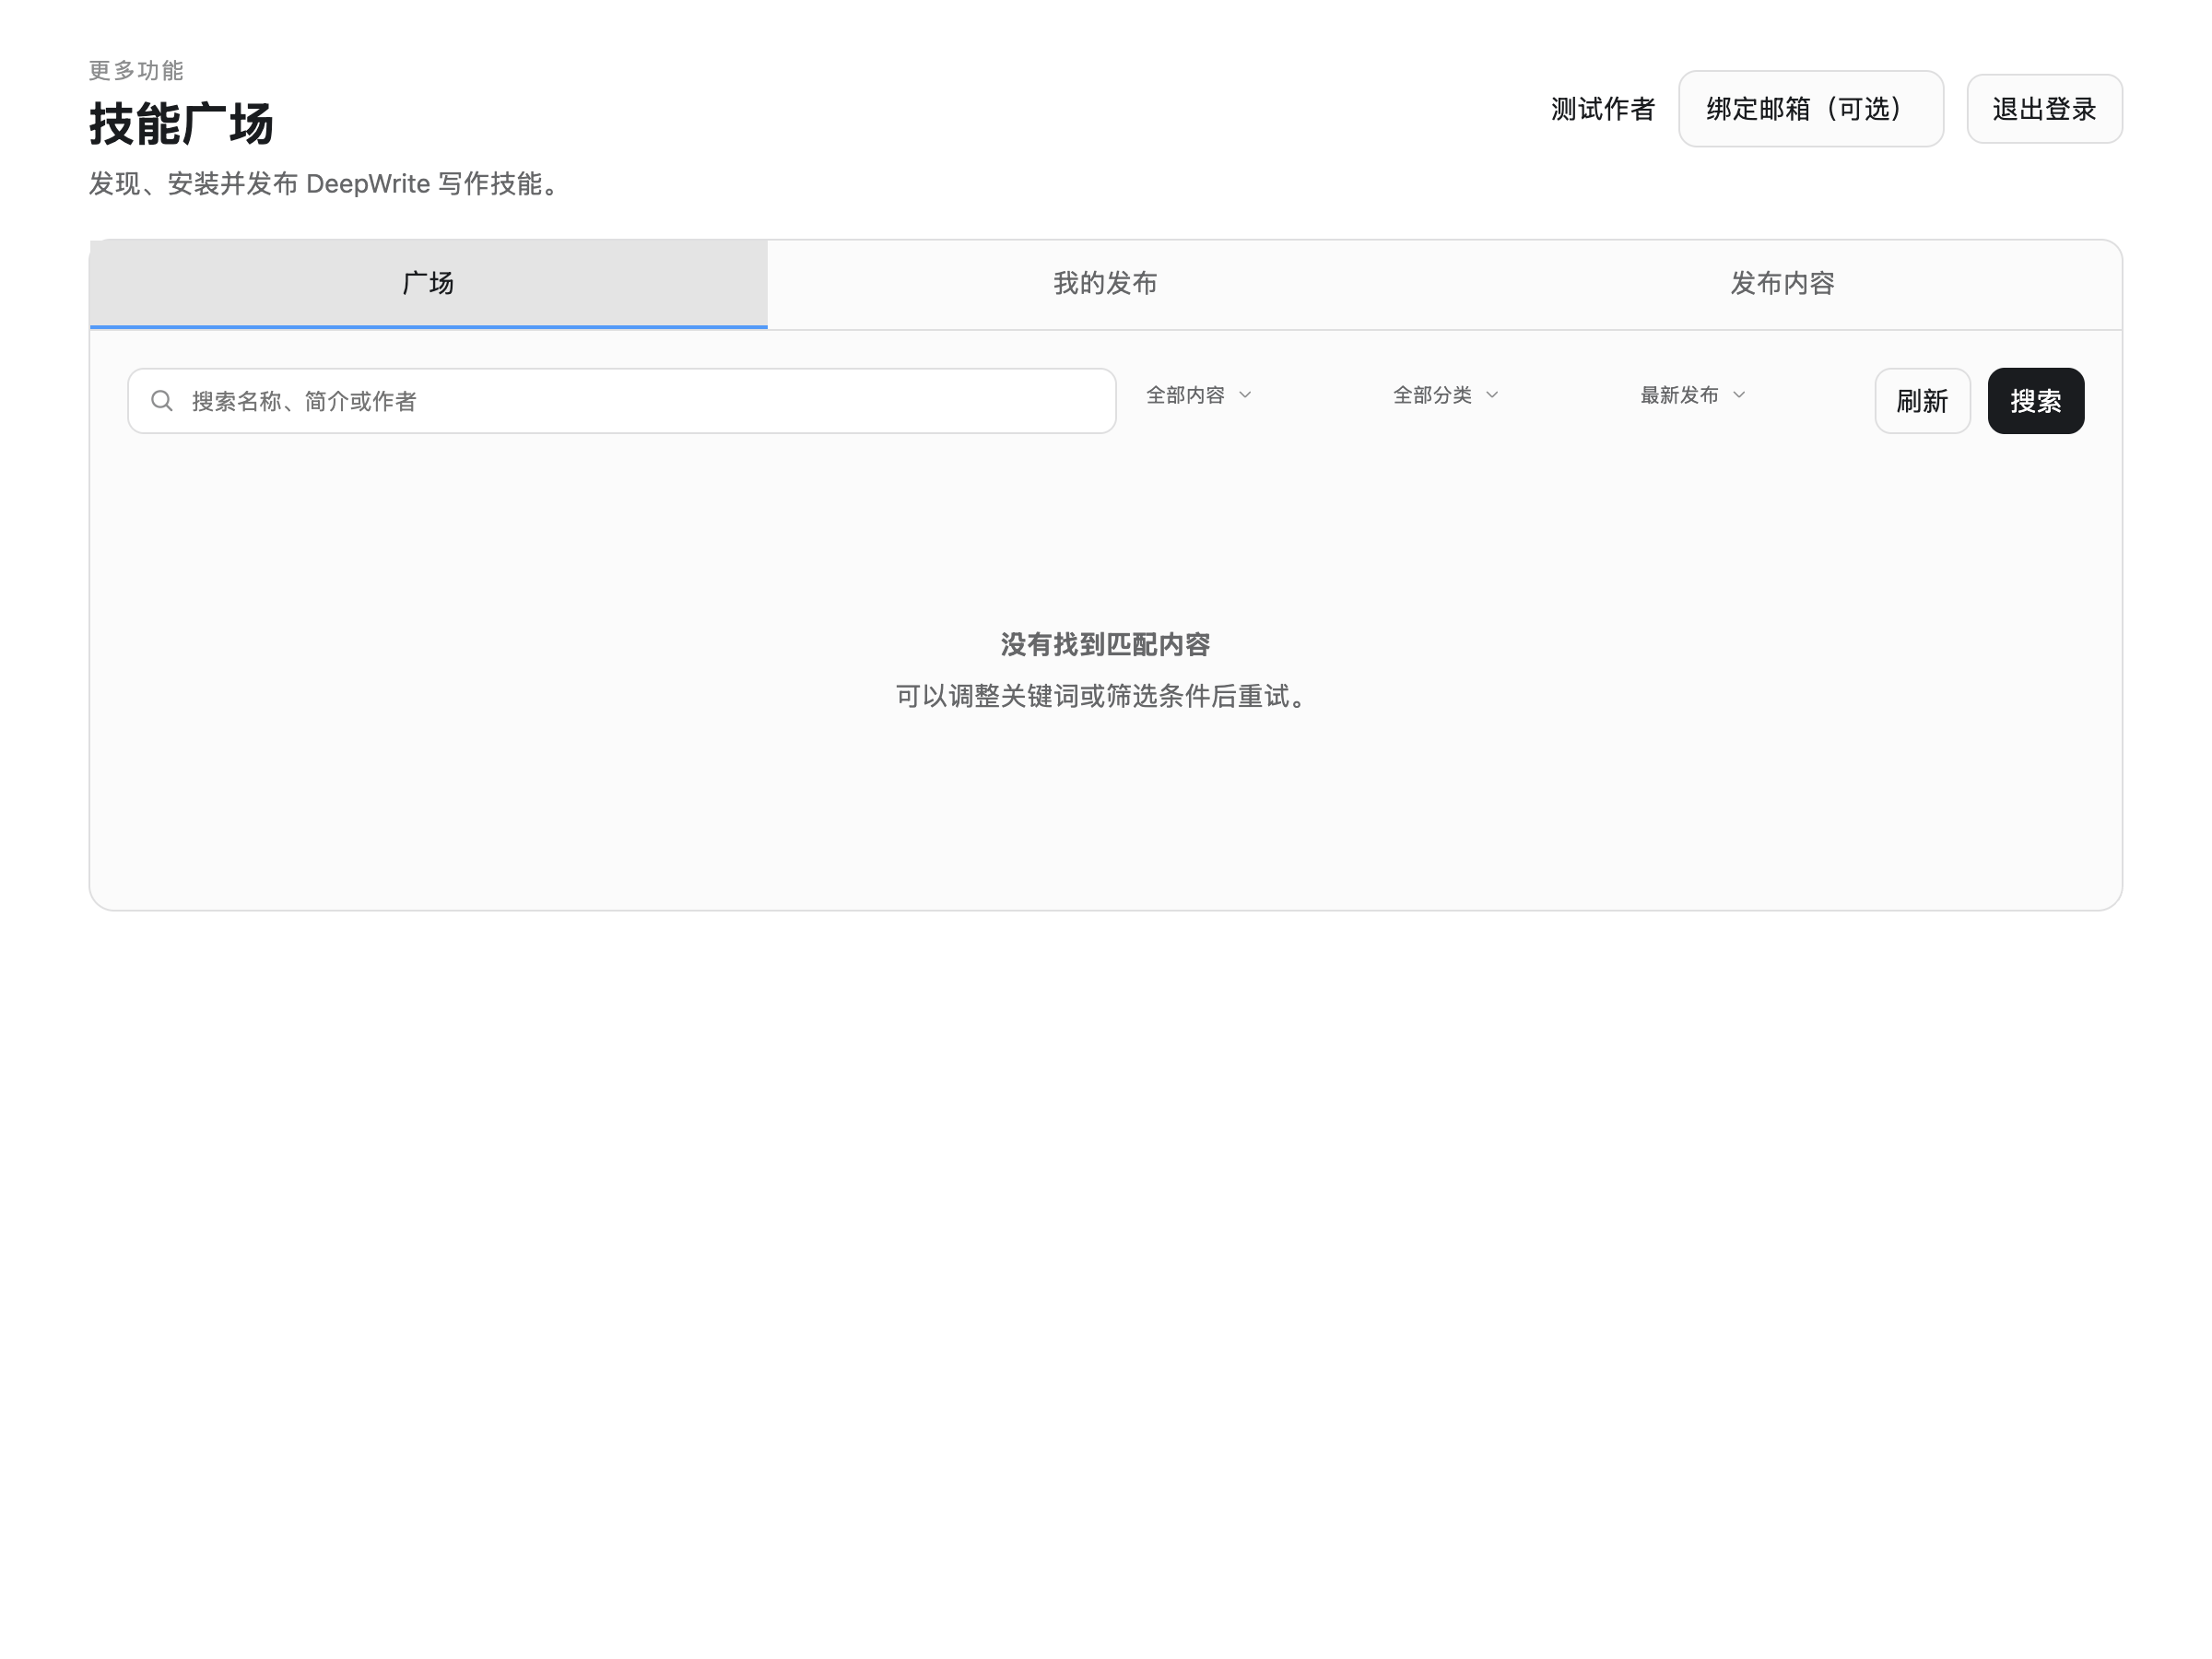 更多功能
技能广场
发现、安装并发布 DeepWrite 写作技能。
测试作者
绑定邮箱（可选）
退出登录
广场
我的发布
发布内容
搜索名称、简介或作者
全部内容
全部分类
最新发布
刷新
搜索
没有找到匹配内容
可以调整关键词或筛选条件后重试。